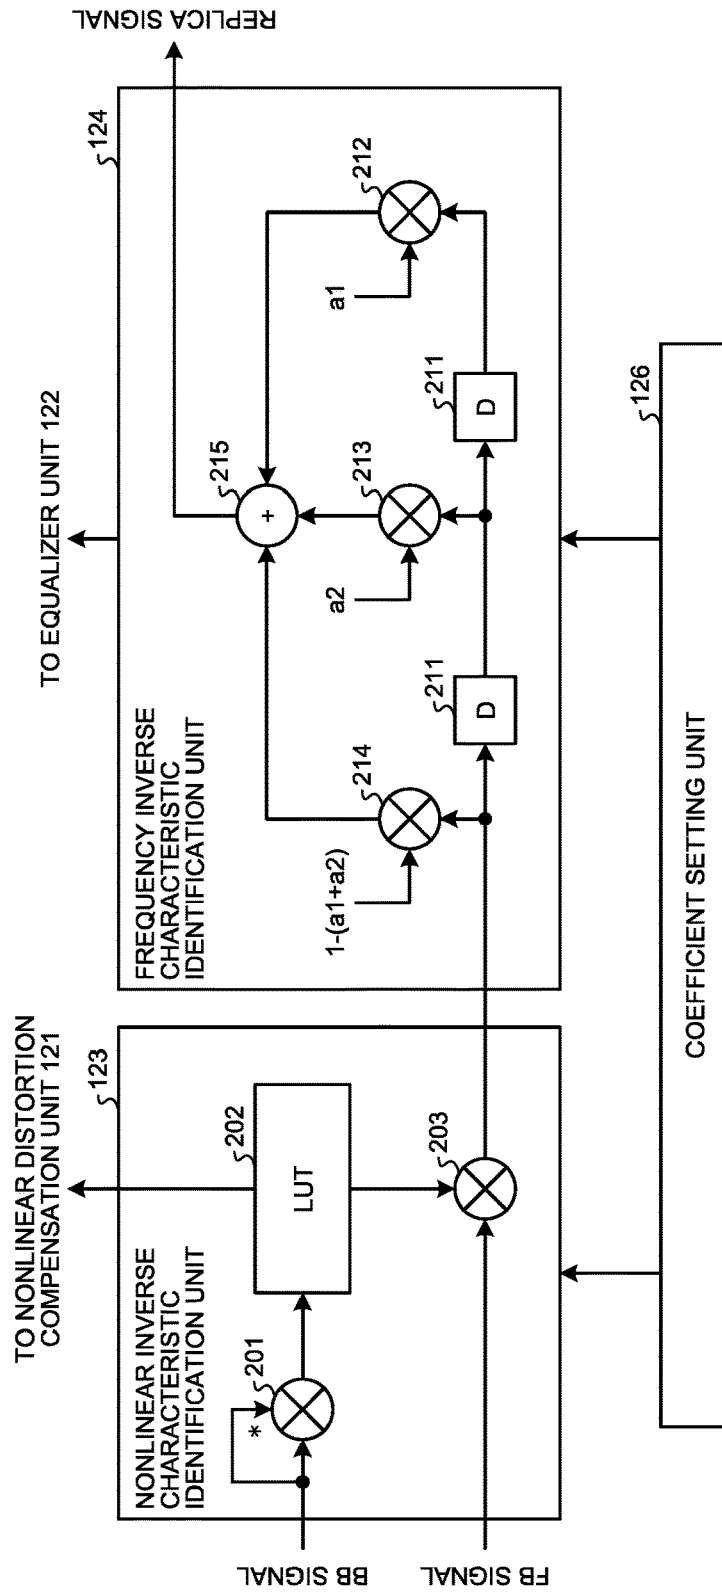 TO NONLINEAR DISTORTION
COMPENSATION UNIT 121
TO EQUALIZER UNIT 122
REPLICA SIGNAL
123
NONLINEAR INVERSE
CHARACTERISTIC
IDENTIFICATION UNIT
BB SIGNAL
*
201
202
LUT
FB SIGNAL
203
124
FREQUENCY INVERSE
CHARACTERISTIC
IDENTIFICATION UNIT
215
+
1-(a1+a2)
214
a2
213
a1
212
211
D
211
D
126
COEFFICIENT SETTING UNIT